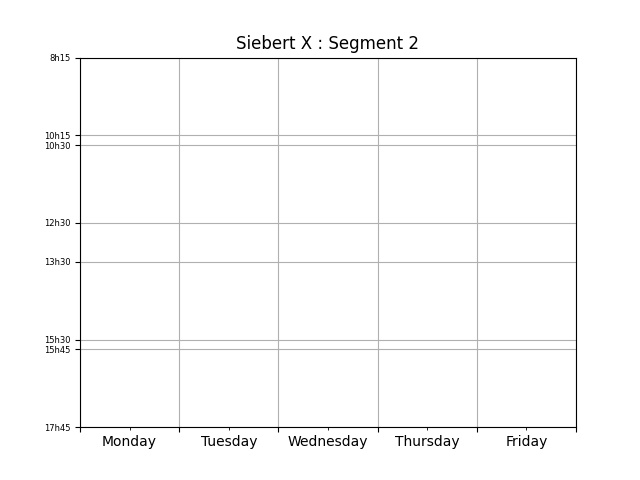 Siebert X : Segment 2
8h15
10h15
10h30
12h30
13h30
15h30
15h45
17h45
Monday Tuesday Wednesday Thursday Friday